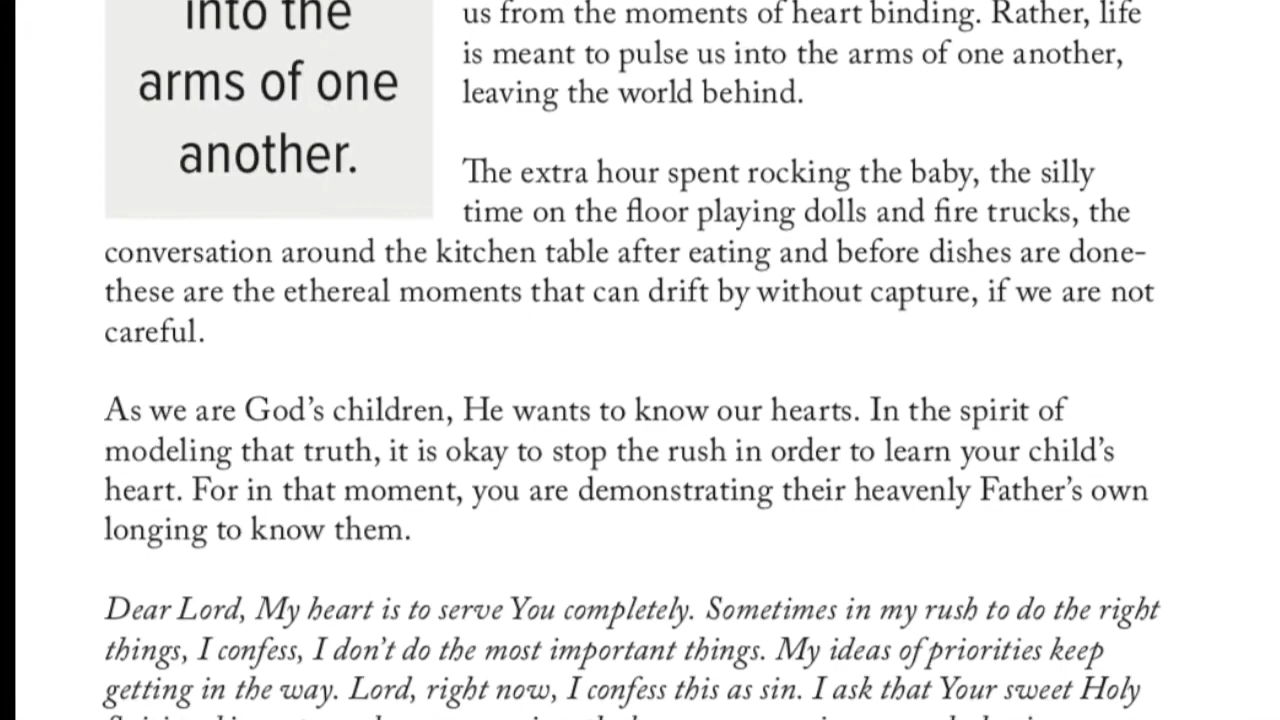 into the
arms of one
another.
us from the moments of heart binding. Rather, life
is meant to pulse us into the arms of one another,
leaving the world behind.
The extra hour spent rocking the baby, the silly
time on the floor playing dolls and fire trucks, the
conversation around the kitchen table after eating and before dishes are done-
these are the ethereal moments that can drift by without capture, if we are not
careful.
As we are God’s children, He wants to know our hearts. In the spirit of
modeling that truth, it is okay to stop the rush in order to learn your child’s
heart. For in that moment, you are demonstrating their heavenly Father’s own
longing to know them.
Dear Lord, My heart is to serve You completely. Sometimes in my rush to do the right
things, I confess, I don’t do the most important things. My ideas of priorities keep
getting in the way. Lord, right now, I confess this as sin. I ask that Your sweet Holy